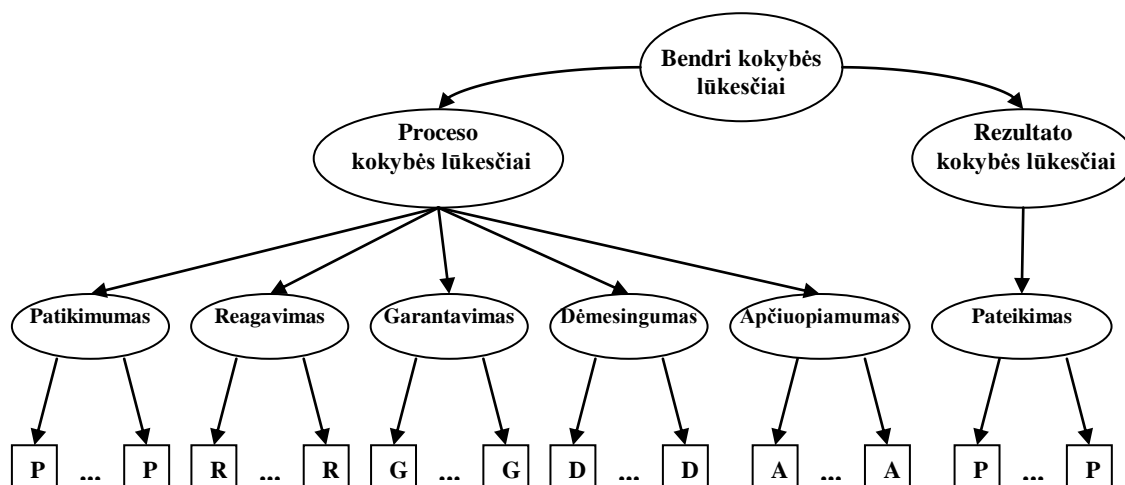 Bendri kokybės
lūkesčiai
Proceso
kokybės lūkesčiai
Rezultato
kokybės lūkesčiai
Patikimumas
Reagavimas
Garantavimas
Dėmesingumas
Apčiuopiamumas
Pateikimas
P ... P R ... R G ... G D ... D A ... A P ... P